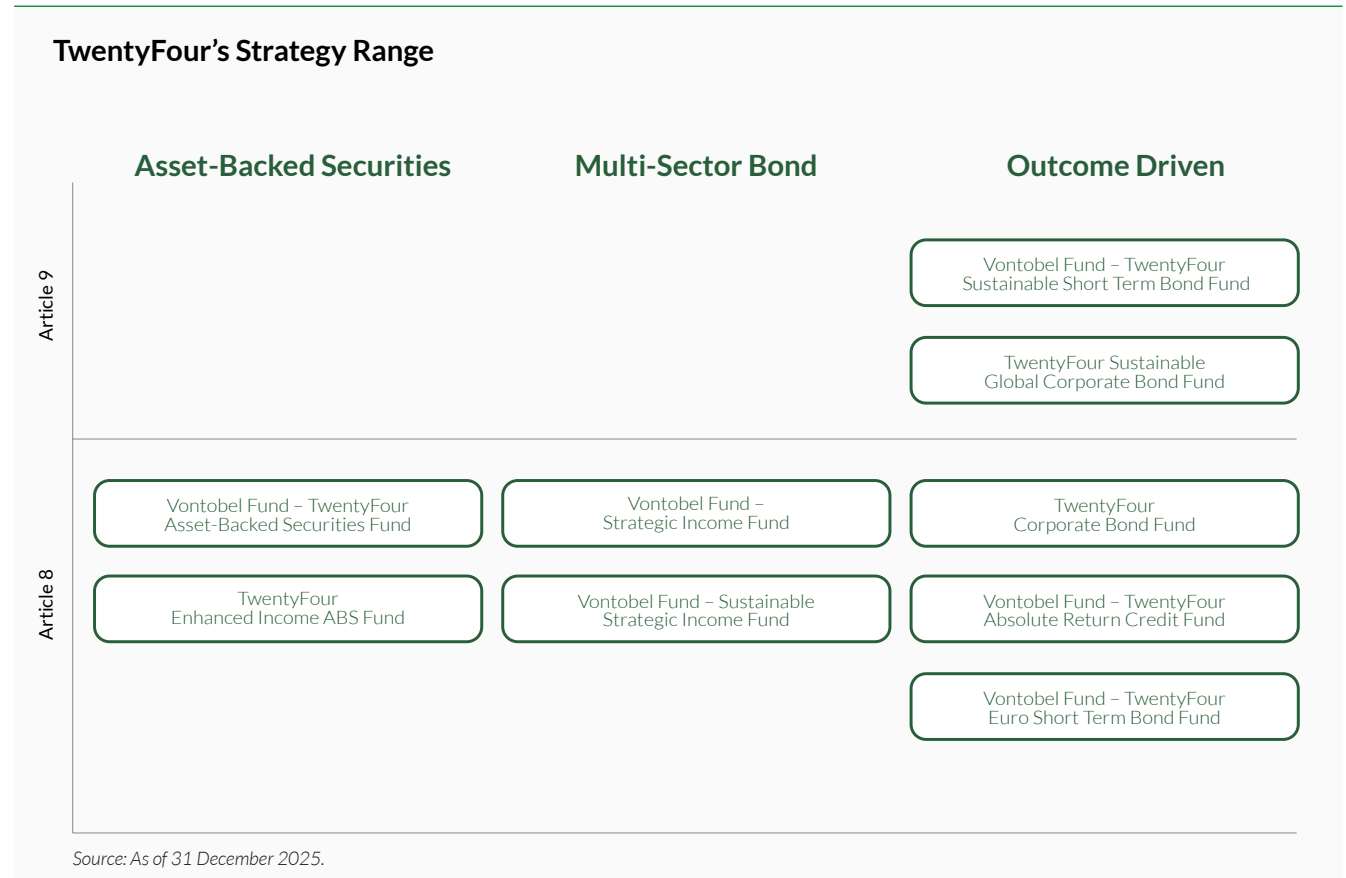 TwentyFour’s Strategy Range
Asset-Backed Securities
Multi-Sector Bond
Outcome Driven
Article 9
Vontobel Fund – TwentyFour
Sustainable Short Term Bond Fund
TwentyFour Sustainable
Global Corporate Bond Fund
Article 8
Vontobel Fund – TwentyFour
Asset-Backed Securities Fund
Vontobel Fund –
Strategic Income Fund
TwentyFour
Corporate Bond Fund
TwentyFour
Enhanced Income ABS Fund
Vontobel Fund – Sustainable
Strategic Income Fund
Vontobel Fund – TwentyFour
Absolute Return Credit Fund
Vontobel Fund – TwentyFour
Euro Short Term Bond Fund
Source: As of 31 December 2025.